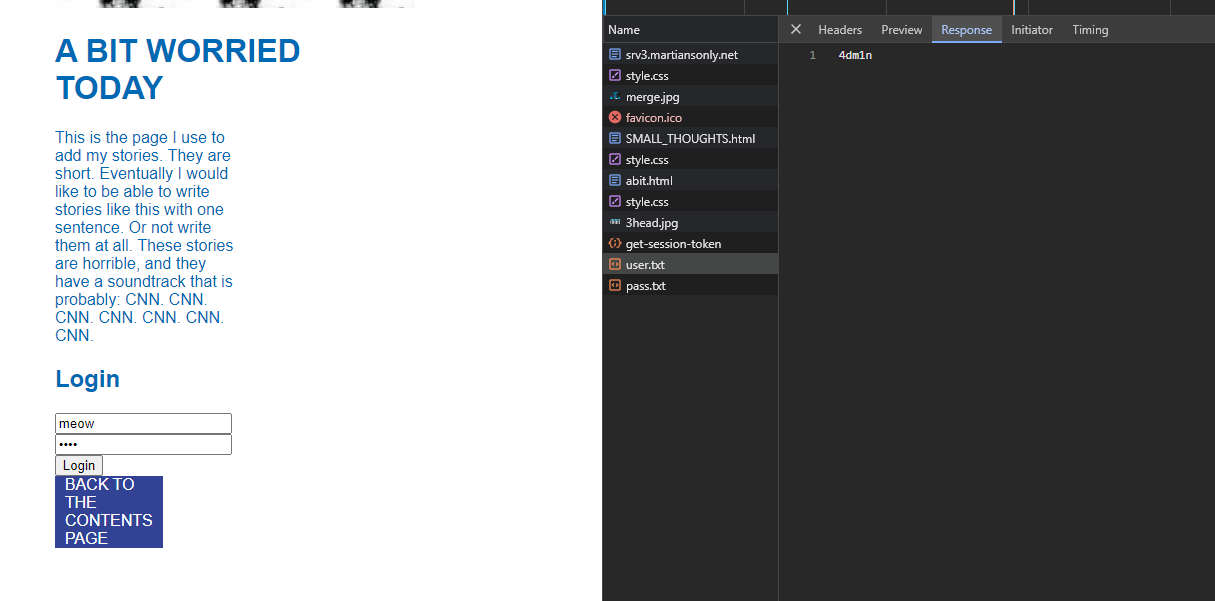 A BIT WORRIED
TODAY
This is the page I use to
add my stories. They are
short. Eventually I would
like to be able to write
stories like this with one
sentence. Or not write
them at all. These stories
are horrible, and they
have a soundtrack that is
probably: CNN. CNN.
CNN. CNN. CNN. CNN.
CNN.
Login
meow
••••
Login
BACK TO
THE
CONTENTS
PAGE
Name
srv3.martiansonly.net
style.css
merge.jpg
favicon.ico
SMALL_THOUGHTS.html
style.css
abit.html
style.css
3head.jpg
get-session-token
user.txt
pass.txt
Headers Preview Response Initiator Timing
1 4dm1n